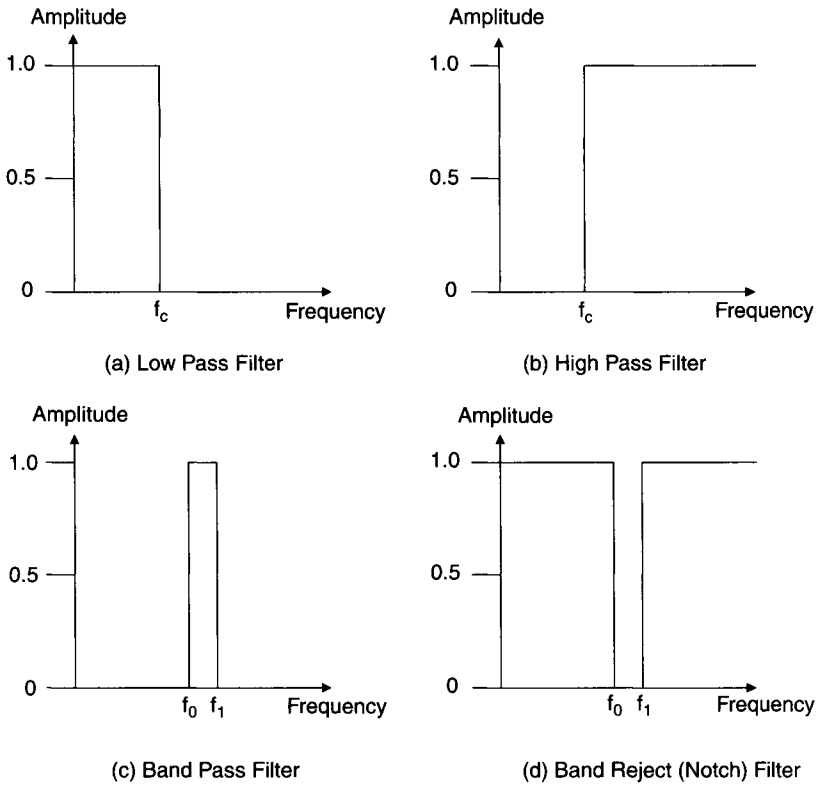 Amplitude
1.0
0.5
0
f_c
Frequency
(a) Low Pass Filter
Amplitude
1.0
0.5
0
f_c
Frequency
(b) High Pass Filter
Amplitude
1.0
0.5
0
f_0
f_1
Frequency
(c) Band Pass Filter
Amplitude
1.0
0.5
0
f_0
f_1
Frequency
(d) Band Reject (Notch) Filter